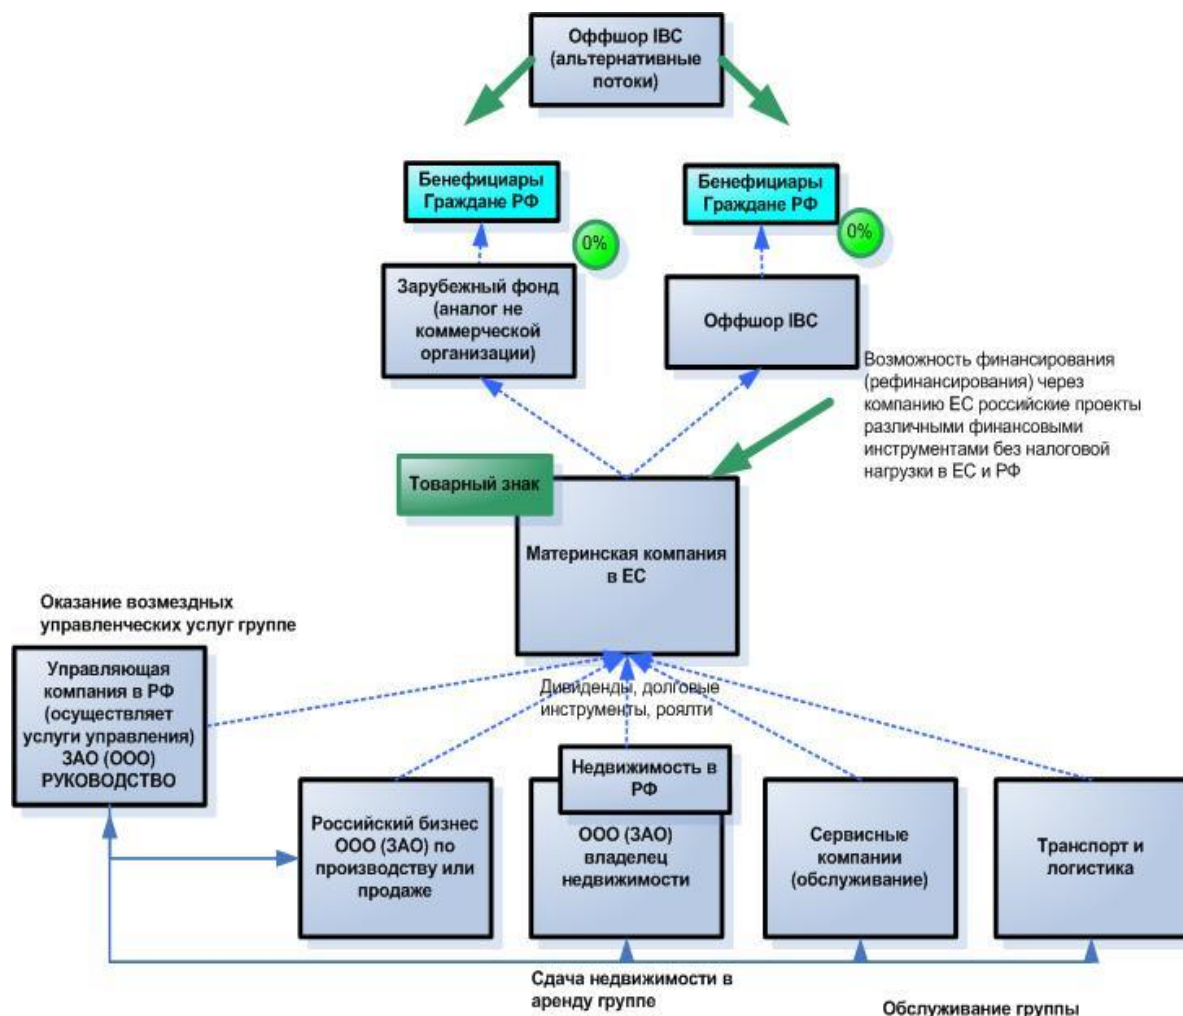 Оффшор IBC
(альтернативные
потоки)
Бенефициары
Граждане РФ
Бенефициары
Граждане РФ
0%
0%
Зарубежный фонд
(аналог не
коммерческой
организации)
Оффшор IBC
Возможность финансирования
(рефинансирования) через
компанию ЕС российские проекты
различными финансовыми
инструментами без налоговой
нагрузки в ЕС и РФ
Товарный знак
Материнская компания
в ЕС
Оказание возмездных
управленческих услуг группе
Управляющая
компания в РФ
(осуществляет
услуги управления)
ЗАО (ООО)
РУКОВОДСТВО
Дивиденды, долговые
инструменты, роялти
Недвижимость в
РФ
Российский бизнес
ООО (ЗАО) по
производству или
продаже
ООО (ЗАО)
владелец
недвижимости
Сервисные
компании
(обслуживание)
Транспорт и
логистика
Сдача недвижимости в
аренду группе
Обслуживание группы